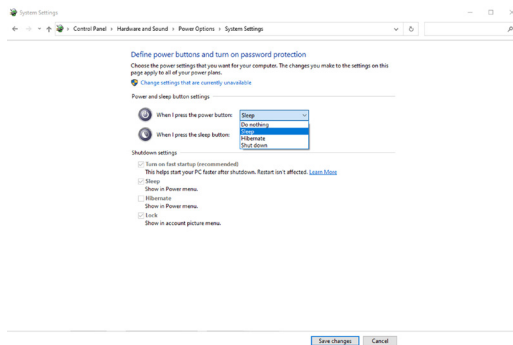 System Settings
Control Panel > Hardware and Sound > Power Options > System Settings
Define power buttons and turn on password protection
Choose the power settings that you want for your computer. The changes you make to the settings on this
page apply to all of your power plans.
Change settings that are currently unavailable
Power and sleep button settings
When I press the power button: Sleep
Do nothing
Sleep
Hibernate
Shut down
When I press the sleep button:
Shutdown settings
Turn on fast startup (recommended)
This helps start your PC faster after shutdown. Restart isn't affected. Learn More
Sleep
Show in Power menu.
Hibernate
Show in Power menu.
Lock
Show in account picture menu.
Save changes Cancel